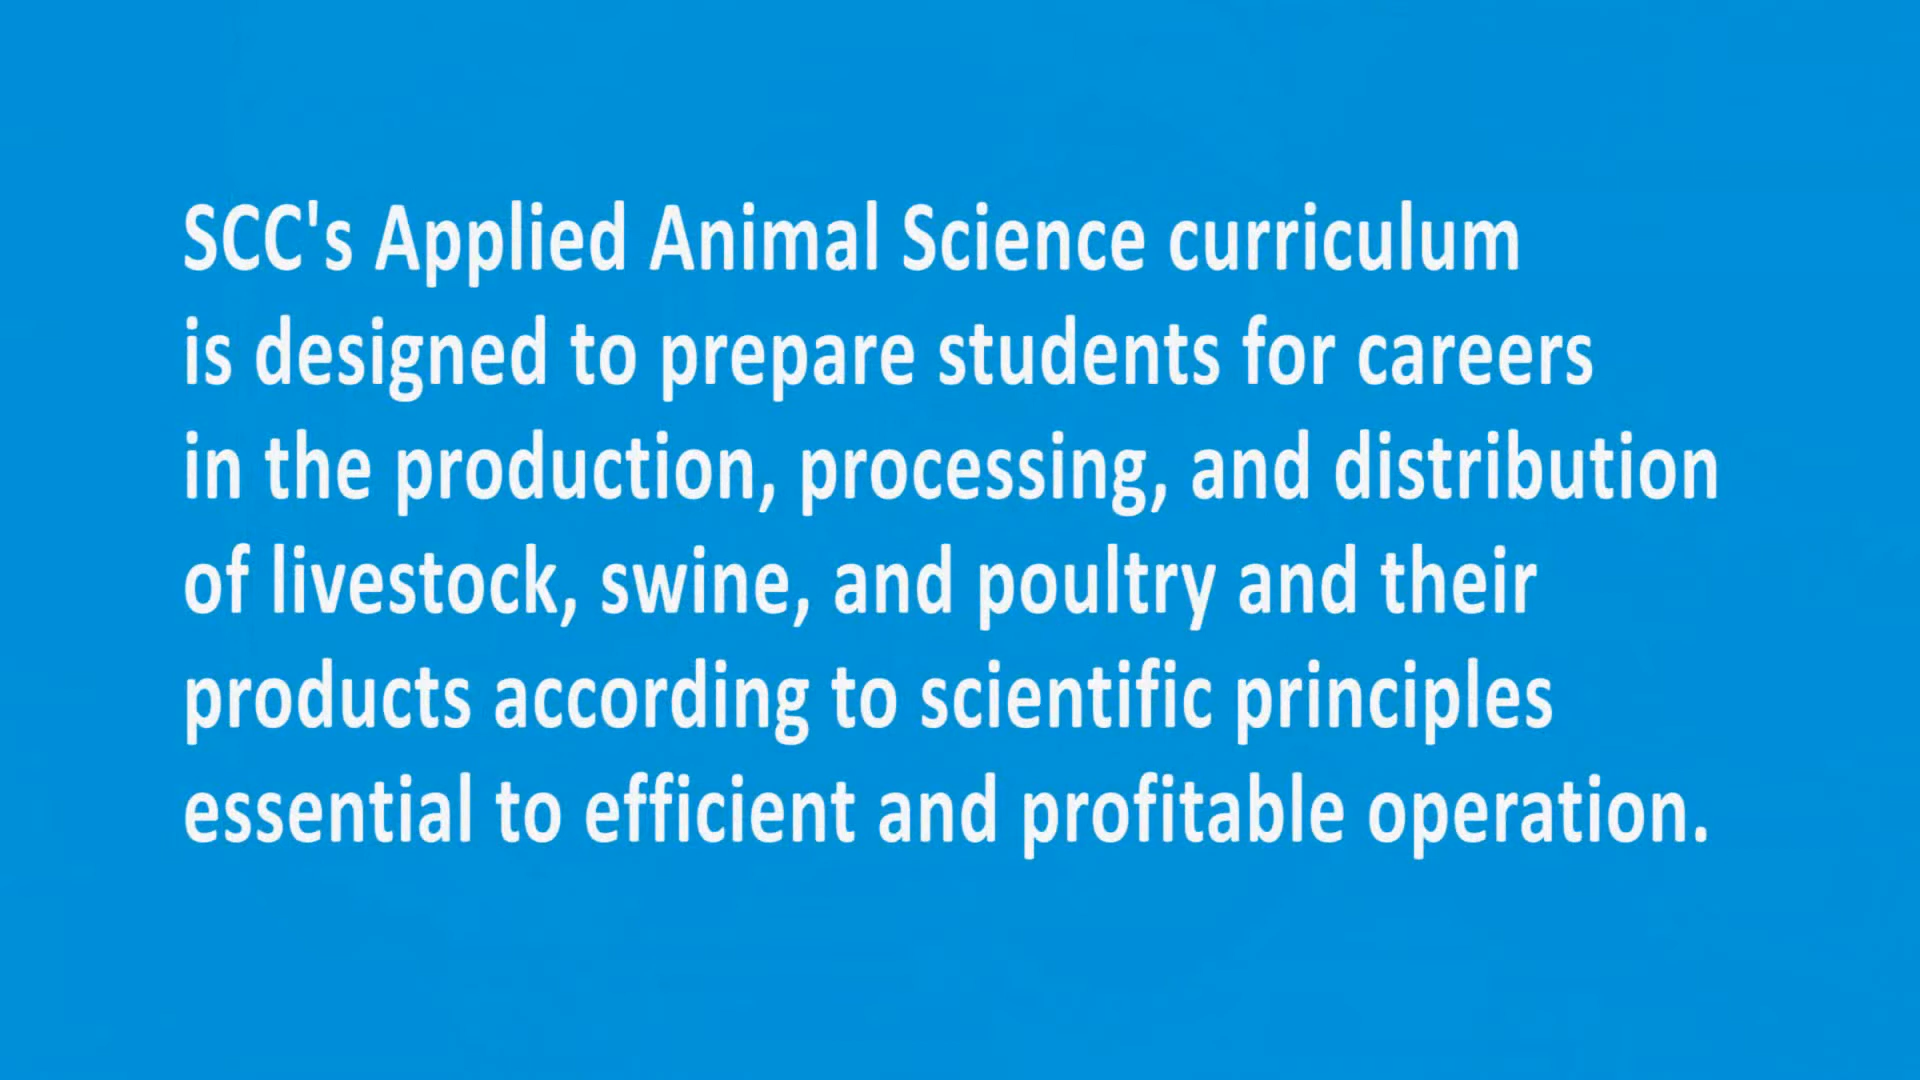 SCC's Applied Animal Science curriculum
is designed to prepare students for careers
in the production, processing, and distribution
of livestock, swine, and poultry and their
products according to scientific principles
essential to efficient and profitable operation.